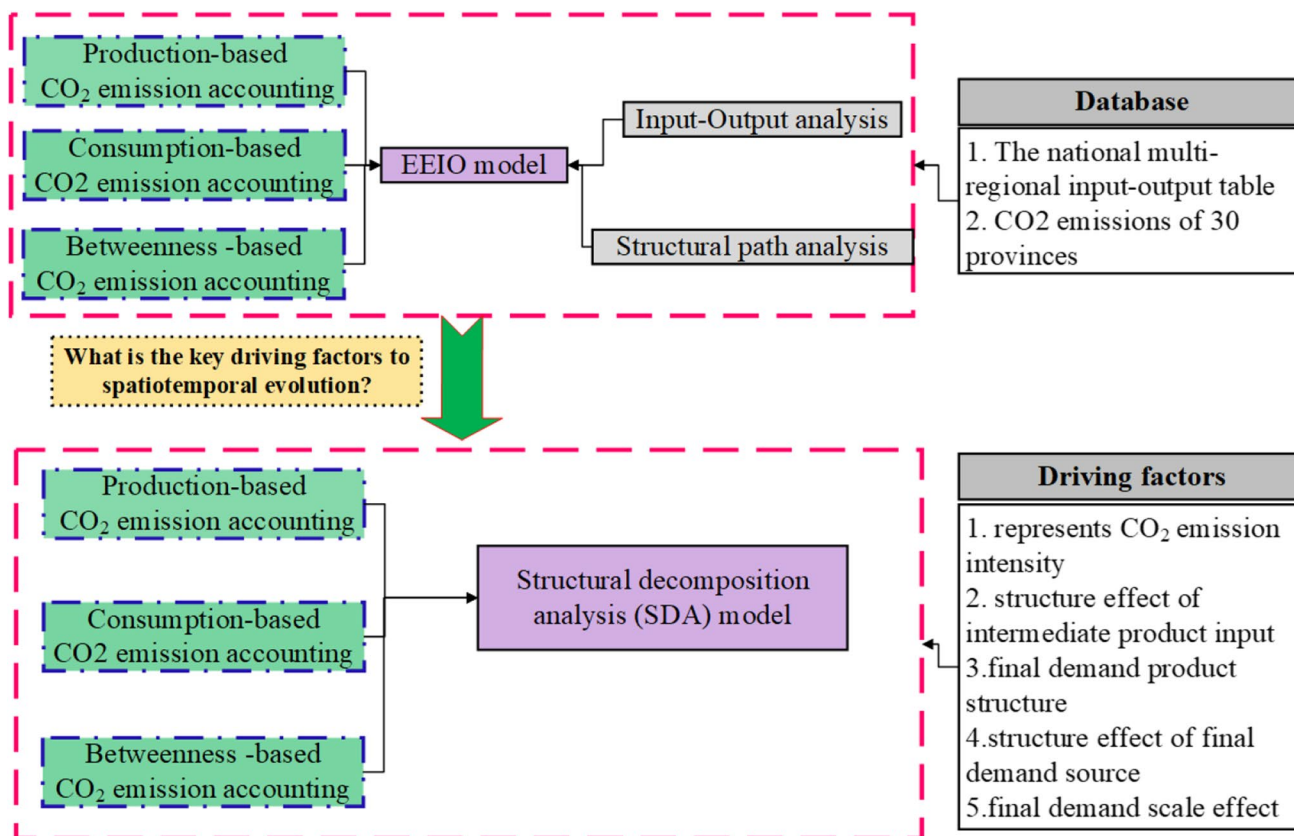 Production-based
CO₂ emission accounting
Consumption-based
CO2 emission accounting
Betweenness -based
CO₂ emission accounting
EEIO model
Input-Output analysis
Structural path analysis
Database
1. The national multi-
regional input-output table
2. CO2 emissions of 30
provinces
What is the key driving factors to
spatiotemporal evolution?
Production-based
CO₂ emission accounting
Consumption-based
CO2 emission accounting
Betweenness -based
CO₂ emission accounting
Structural decomposition
analysis (SDA) model
Driving factors
1. represents CO₂ emission
intensity
2. structure effect of
intermediate product input
3.final demand product
structure
4.structure effect of final
demand source
5.final demand scale effect